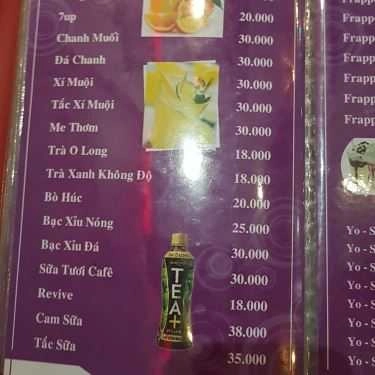 7up 20.000
Chanh Muối 30.000
Đá Chanh 30.000
Xí Muội 30.000
Tắc Xí Muội 30.000
Me Thơm 30.000
Trà O Long 18.000
Trà Xanh Không Độ 18.000
Bò Húc 20.000
Bạc Xỉu Nóng 25.000
Bạc Xỉu Đá 30.000
Sữa Tươi Café 30.000
Revive 18.000
Cam Sữa 38.000
Tắc Sữa 35.000
TEA+
Frapp
Frapp
Frapp
Frapp
Frapp
Yo - S
Yo - S
Yo - S
Yo - S
Yo - S
Yo - S